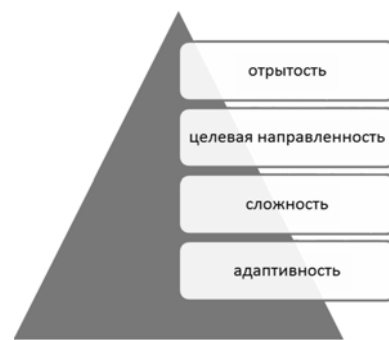 отрытость
целевая направленность
сложность
адаптивность